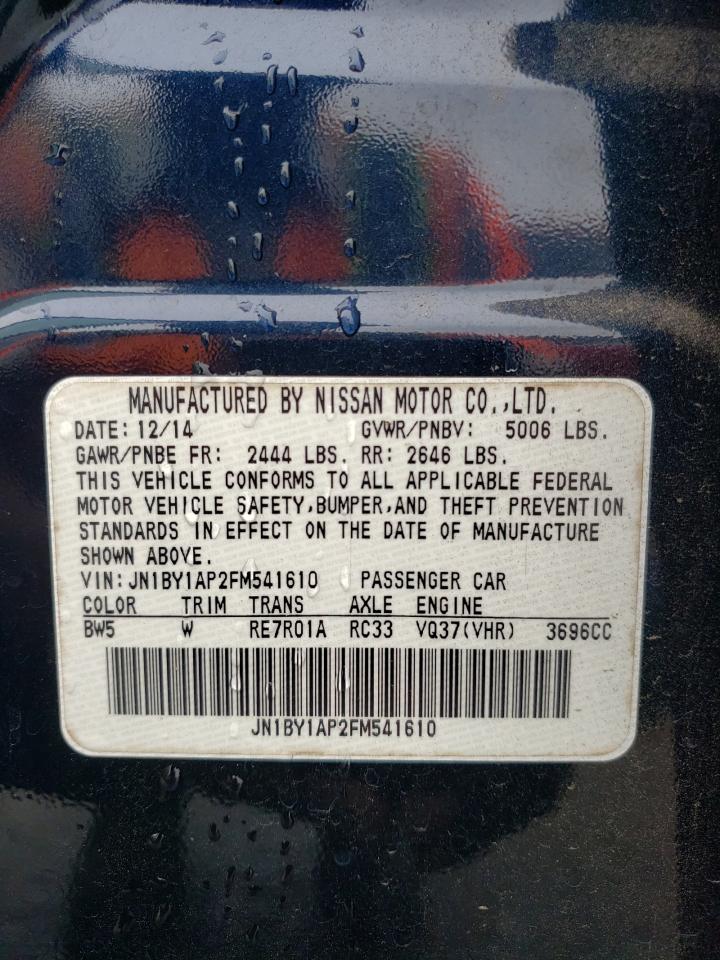 MANUFACTURED BY NISSAN MOTOR CO.,LTD.
DATE: 12/14 GVWR/PNBV: 5006 LBS.
GAWR/PNBE FR: 2444 LBS. RR: 2646 LBS.
THIS VEHICLE CONFORMS TO ALL APPLICABLE FEDERAL
MOTOR VEHICLE SAFETY,BUMPER,AND THEFT PREVENTION
STANDARDS IN EFFECT ON THE DATE OF MANUFACTURE
SHOWN ABOVE.
VIN: JN1BY1AP2FM541610 PASSENGER CAR
COLOR TRIM TRANS AXLE ENGINE
BW5 W RE7R01A RC33 VQ37(VHR) 3696CC
JN1BY1AP2FM541610